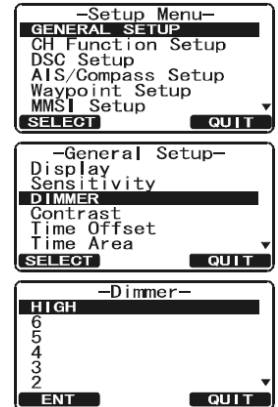 –Setup Menu–
GENERAL SETUP
CH Function Setup
DSC Setup
AIS/Compass Setup
Waypoint Setup
MMSI Setup
SELECT QUIT
–General Setup–
Display
Sensitivity
DIMMER
Contrast
Time Offset
Time Area
SELECT QUIT
–Dimmer–
HIGH
6
5
4
3
2
ENT QUIT